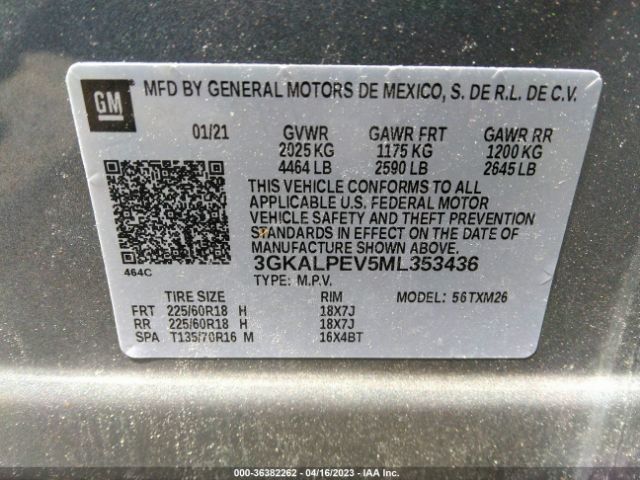 GM
MFD BY GENERAL MOTORS DE MEXICO, S. DE R.L. DE C.V.
01/21 GVWR GAWR FRT GAWR RR
2025 KG 1175 KG 1200 KG
4464 LB 2590 LB 2645 LB
THIS VEHICLE CONFORMS TO ALL
APPLICABLE U.S. FEDERAL MOTOR
VEHICLE SAFETY AND THEFT PREVENTION
STANDARDS IN EFFECT ON THE DATE OF
MANUFACTURE SHOWN ABOVE.
464C
3GKALPEV5ML353436
TYPE: M.P.V.
TIRE SIZE RIM MODEL: 56TXM26
FRT 225/60R18 H 18X7J
RR 225/60R18 H 18X7J
SPA T135/70R16 M 16X4BT
000-36382262 - 04/16/2023 - IAA Inc.